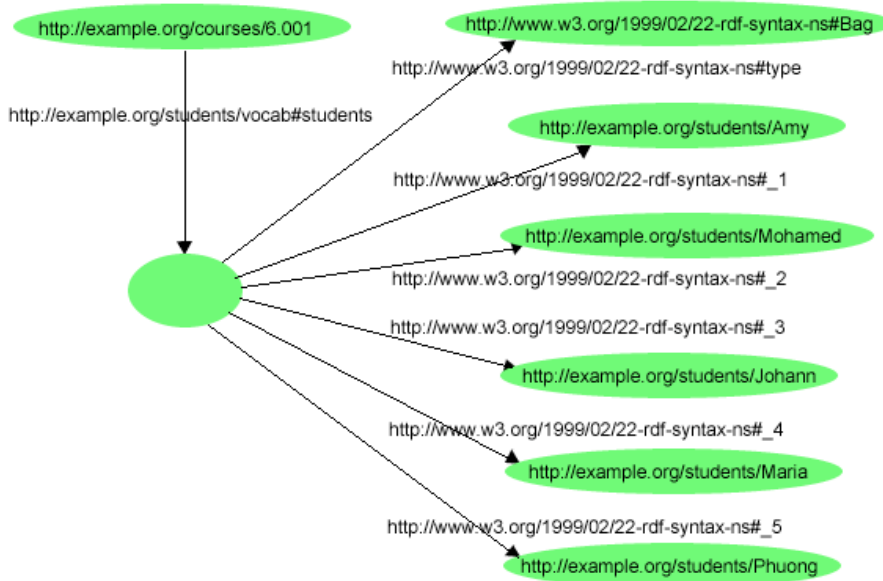 http://example.org/courses/6.001
http://www.w3.org/1999/02/22-rdf-syntax-ns#Bag
http://www.w3.org/1999/02/22-rdf-syntax-ns#type
http://example.org/students/vocab#students
http://example.org/students/Amy
http://www.w3.org/1999/02/22-rdf-syntax-ns#_1
http://example.org/students/Mohamed
http://www.w3.org/1999/02/22-rdf-syntax-ns#_2
http://www.w3.org/1999/02/22-rdf-syntax-ns#_3
http://example.org/students/Johann
http://www.w3.org/1999/02/22-rdf-syntax-ns#_4
http://example.org/students/Maria
http://www.w3.org/1999/02/22-rdf-syntax-ns#_5
http://example.org/students/Phuong